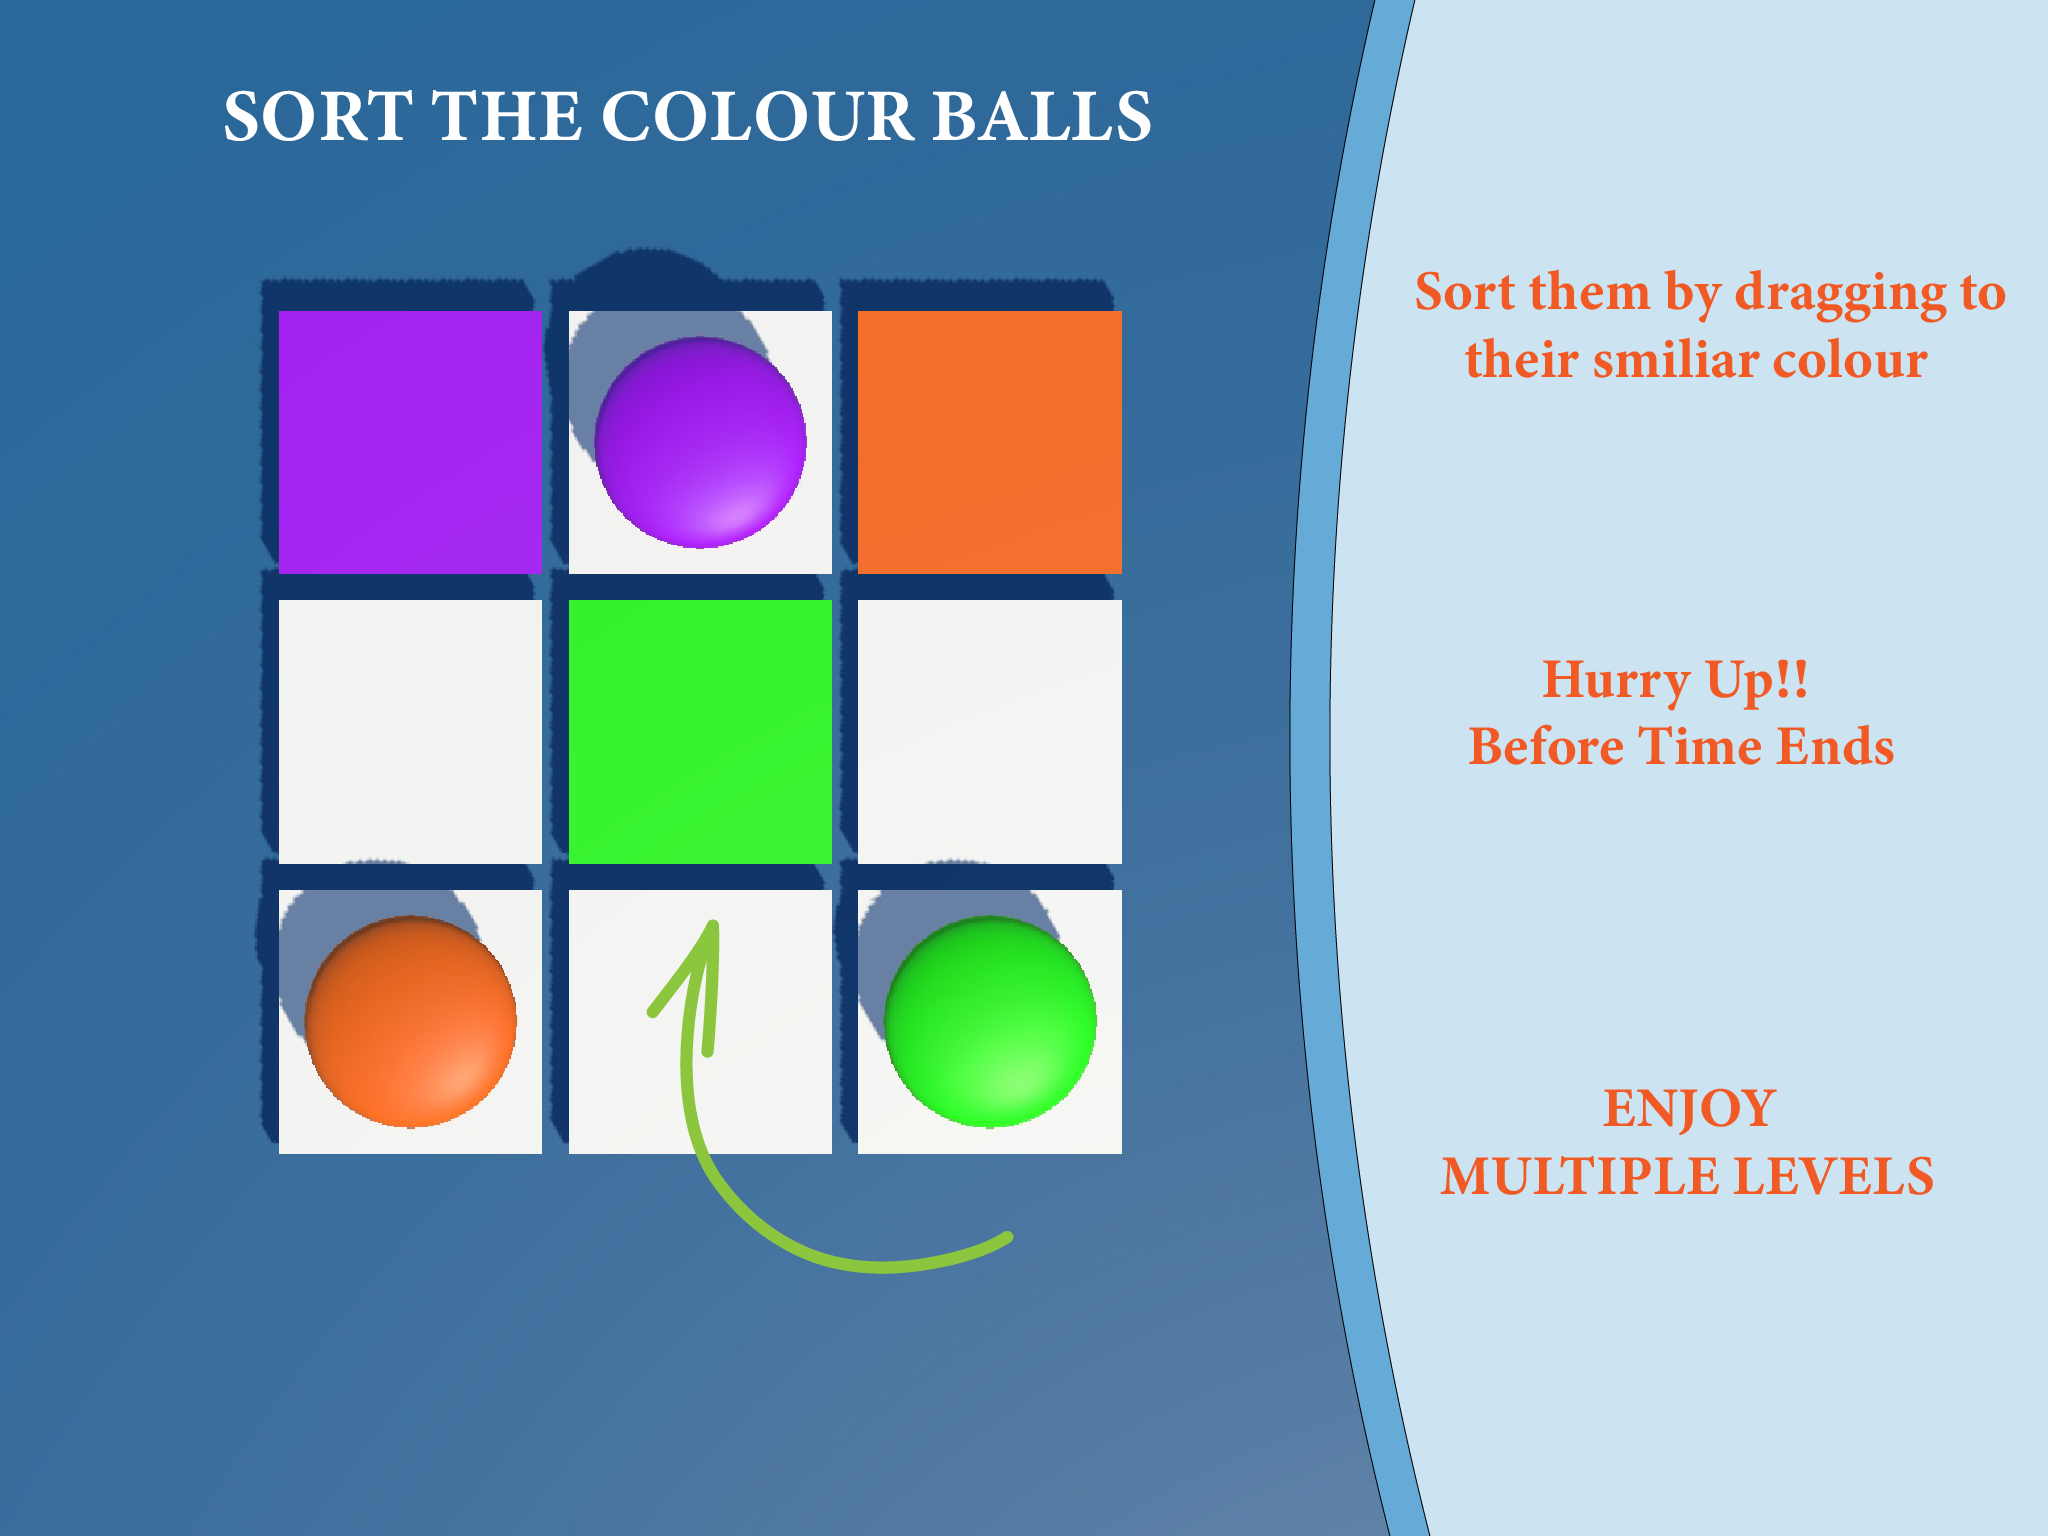 SORT THE COLOUR BALLS
Sort them by dragging to
their smiliar colour
Hurry Up!!
Before Time Ends
ENJOY
MULTIPLE LEVELS